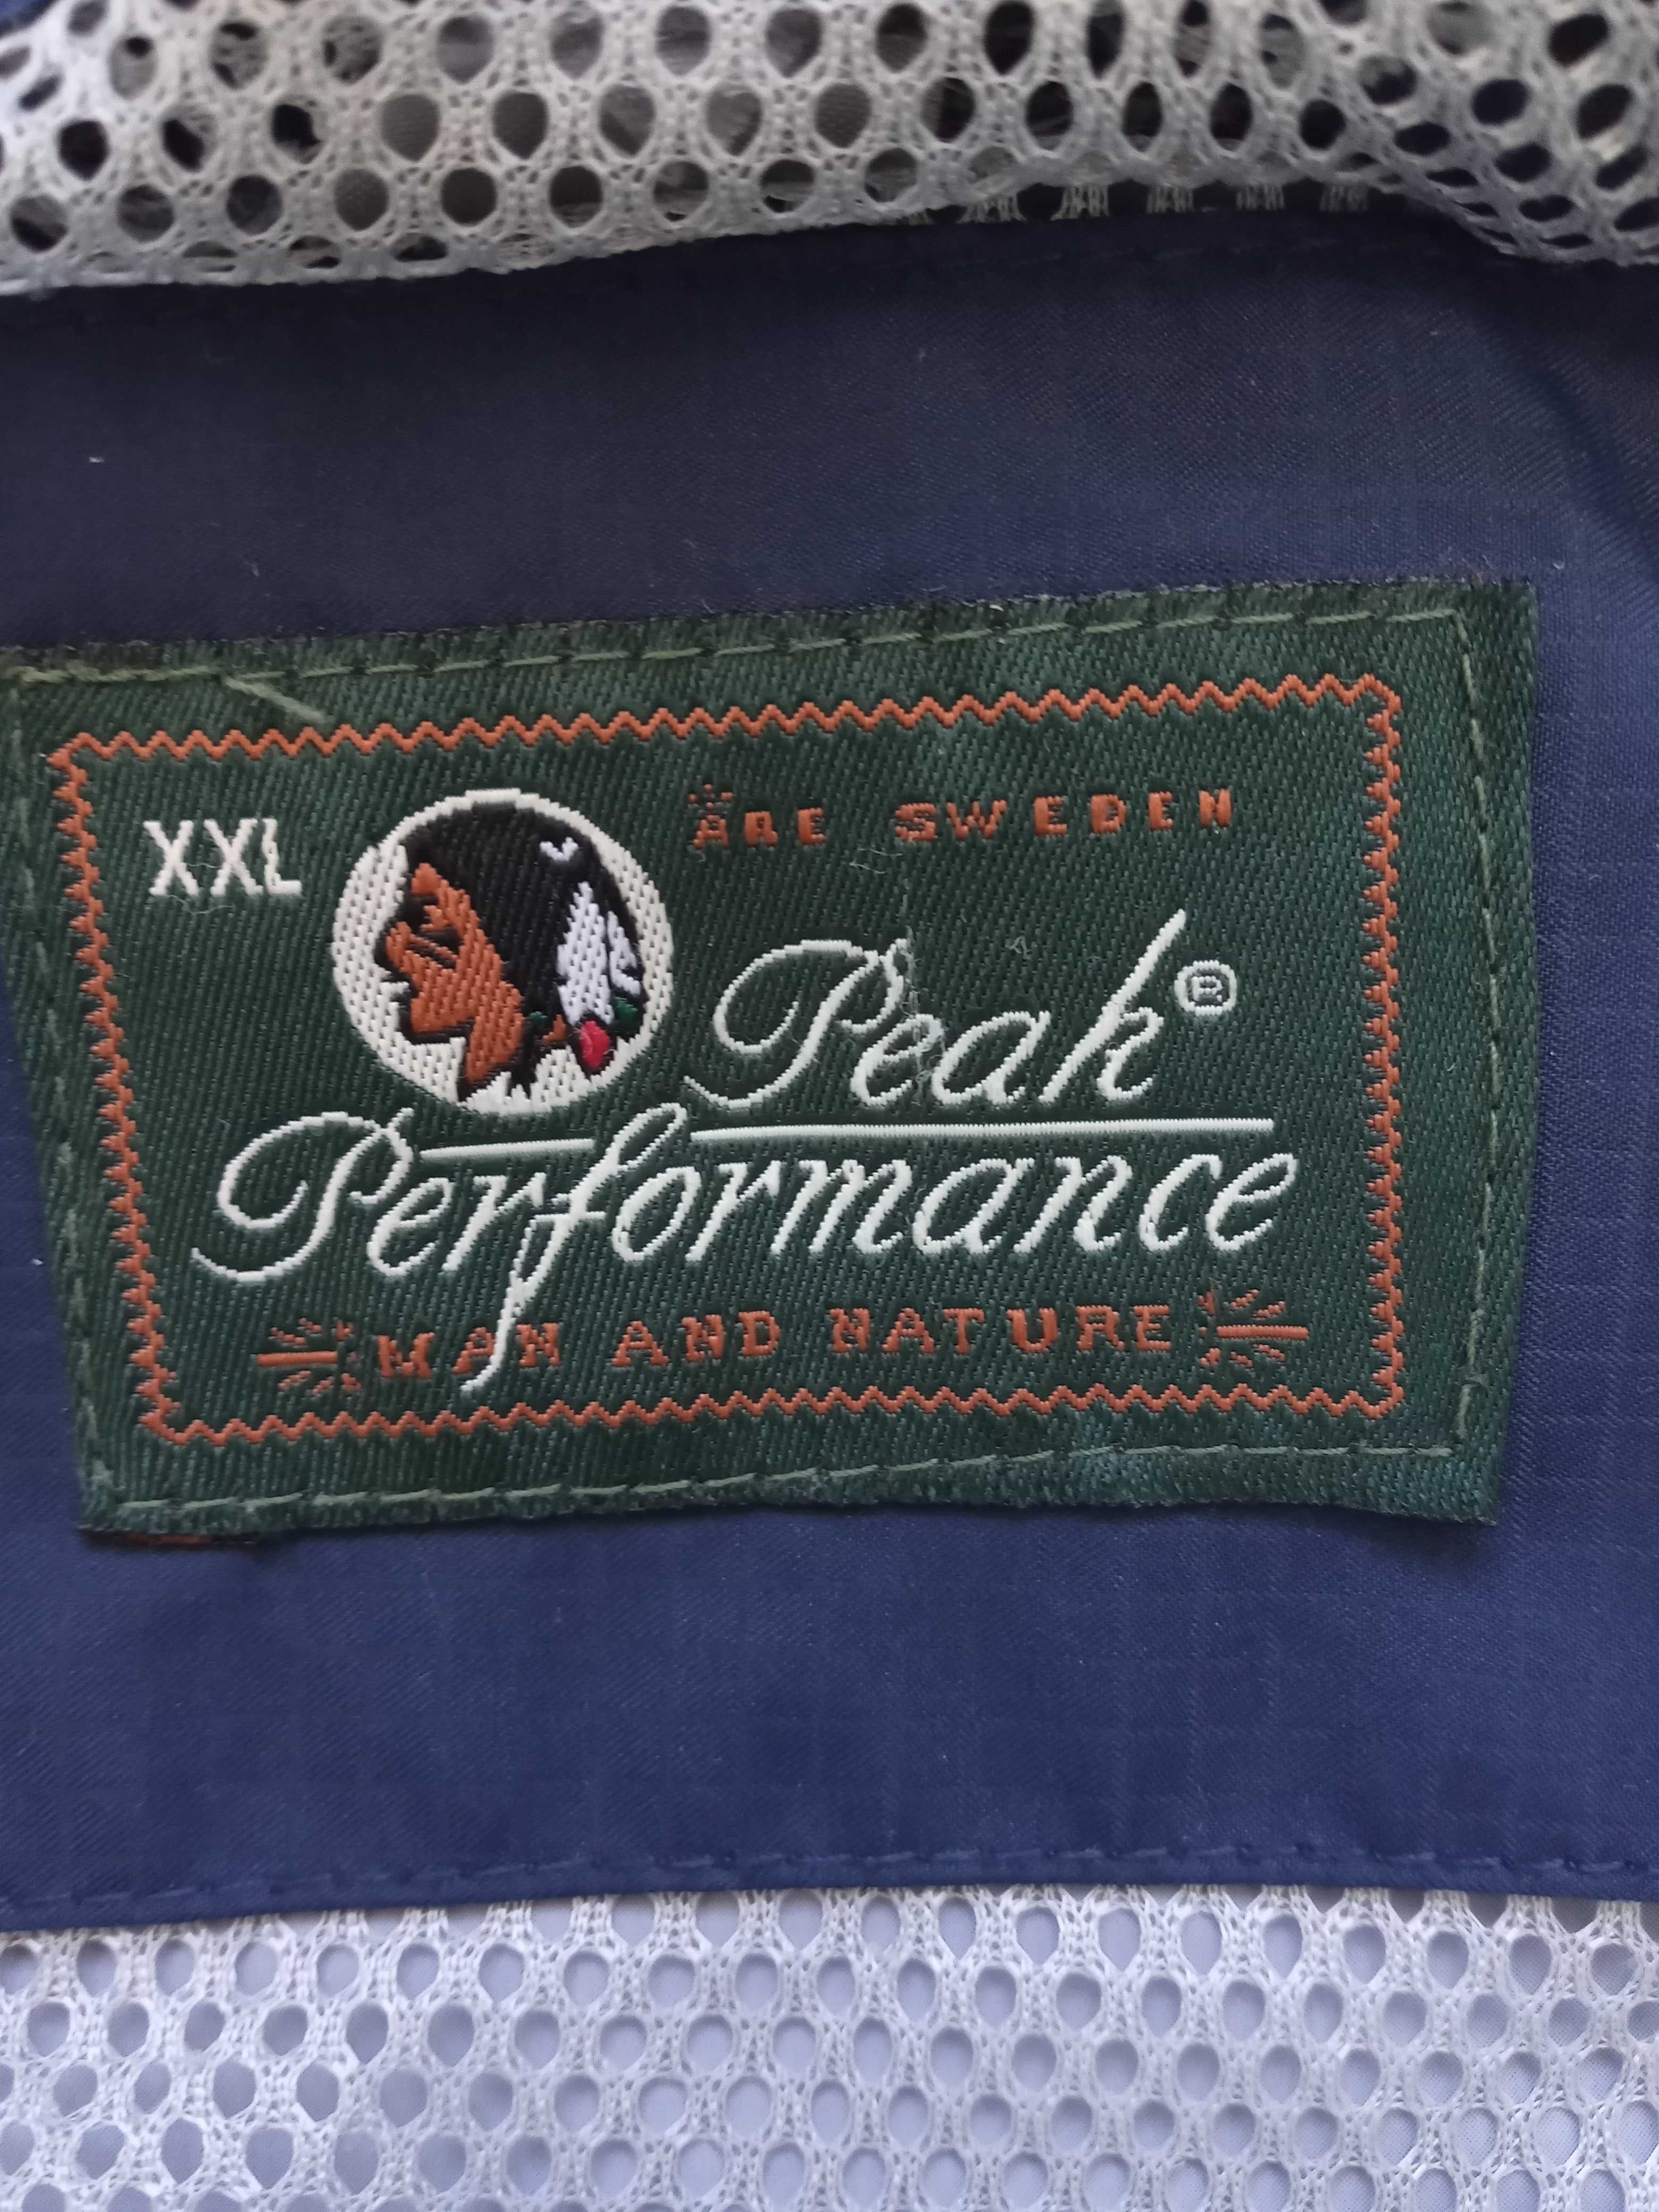 XXL
ÅRE SWEDEN
Peak®
Performance
MAN AND NATURE